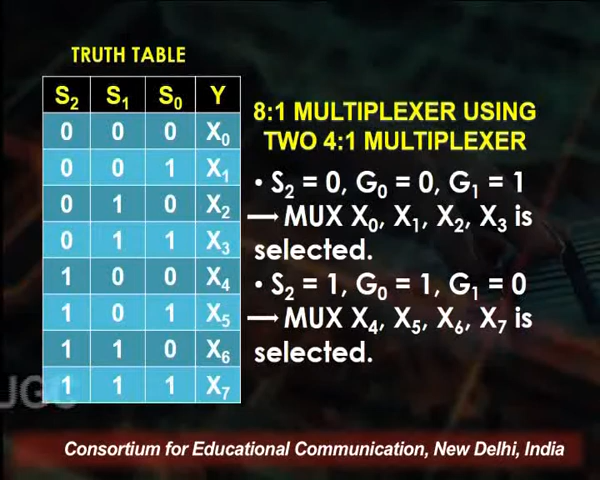 TRUTH TABLE
S₂ S₁ S₀ Y
0 0 0 X₀
0 0 1 X₁
0 1 0 X₂
0 1 1 X₃
1 0 0 X₄
1 0 1 X₅
1 1 0 X₆
1 1 1 X₇
8:1 MULTIPLEXER USING
TWO 4:1 MULTIPLEXER
• S₂ = 0, G₀ = 0, G₁ = 1
— MUX X₀, X₁, X₂, X₃ is
selected.
• S₂ = 1, G₀ = 1, G₁ = 0
— MUX X₄, X₅, X₆, X₇ is
selected.
UGC
Consortium for Educational Communication, New Delhi, India